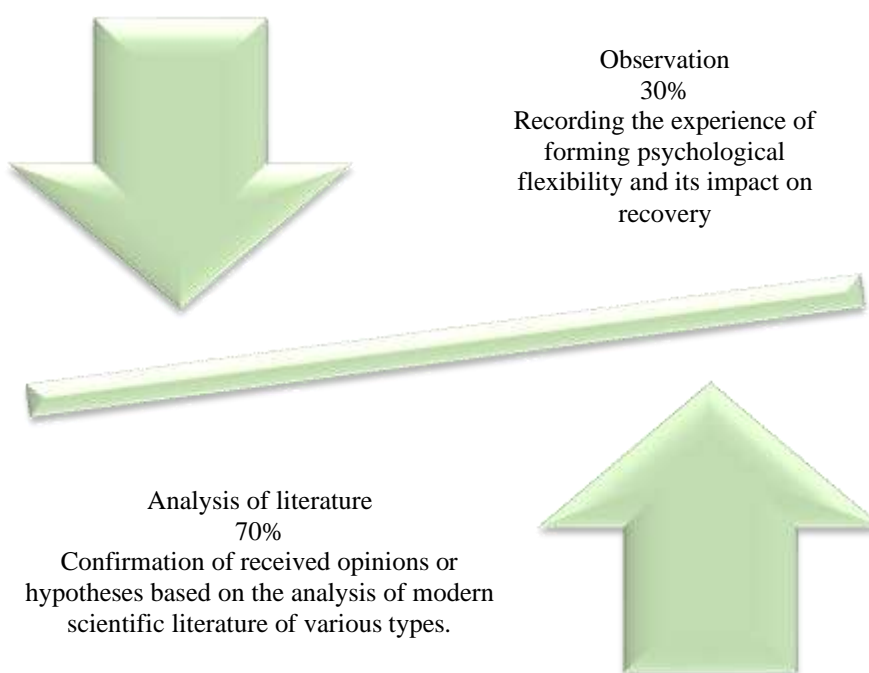 Observation
30%
Recording the experience of
forming psychological
flexibility and its impact on
recovery
Analysis of literature
70%
Confirmation of received opinions or
hypotheses based on the analysis of modern
scientific literature of various types.